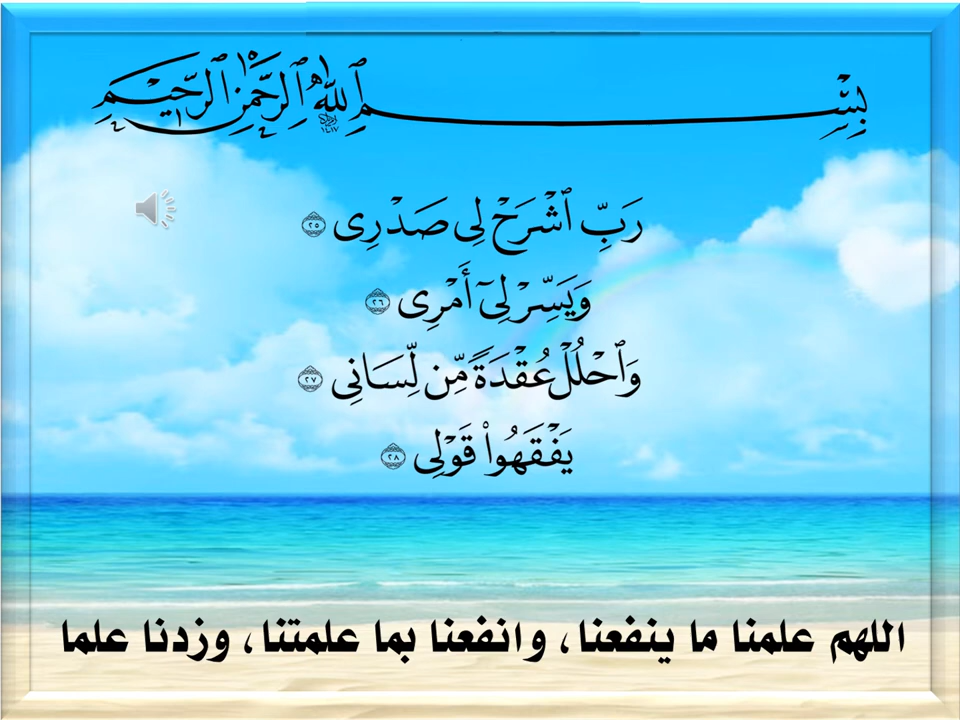 بِسْمِ ٱللَّهِ ٱلرَّحْمَٰنِ ٱلرَّحِيمِ
رَبِّ ٱشْرَحْ لِى صَدْرِى ٢٥
وَيَسِّرْ لِىٓ أَمْرِى ٢٦
وَٱحْلُلْ عُقْدَةً مِّن لِّسَانِى ٢٧
يَفْقَهُوا۟ قَوْلِى ٢٨
اللهم علمنا ما ينفعنا، وانفعنا بما علمتنا، وزدنا علما